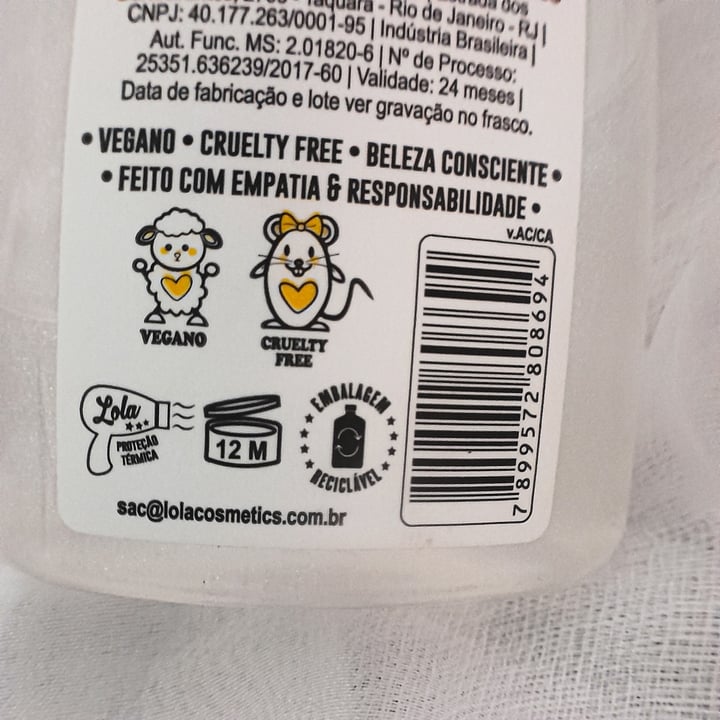 Taquara - Rio de Janeiro - RJ |
CNPJ: 40.177.263/0001-95 | Indústria Brasileira |
Aut. Func. MS: 2.01820-6 | Nº de Processo:
25351.636239/2017-60 | Validade: 24 meses |
Data de fabricação e lote ver gravação no frasco.
• VEGANO • CRUELTY FREE • BELEZA CONSCIENTE •
• FEITO COM EMPATIA & RESPONSABILIDADE •
v.AC/CA
VEGANO
CRUELTY
FREE
Lola
PROTEÇÃO
TÉRMICA
12 M
EMBALAGEM
RECICLÁVEL
7 899572 808694
sac@lolacosmetics.com.br